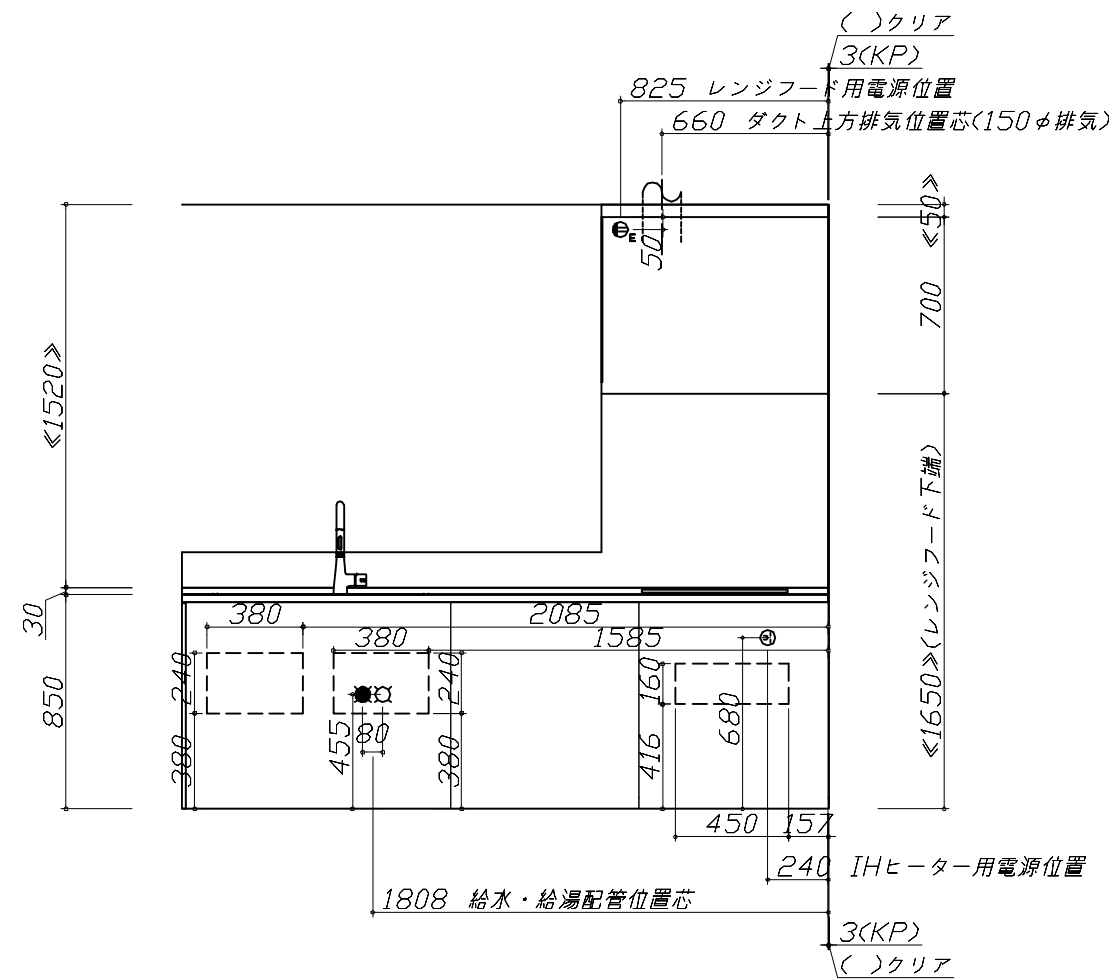 ( )クリア
3(KP)
825 レンジフード用電源位置
660 ダクト上方排気位置芯(150φ排気)
≪50≫
E
50
700
≪1520≫
≪1650≫(レンジフード下端)
30
380
2085
380
1585
240
240
160
850
680
455
80
416
380
380
450
157
240 IHヒーター用電源位置
1808 給水・給湯配管位置芯
3(KP)
( )クリア